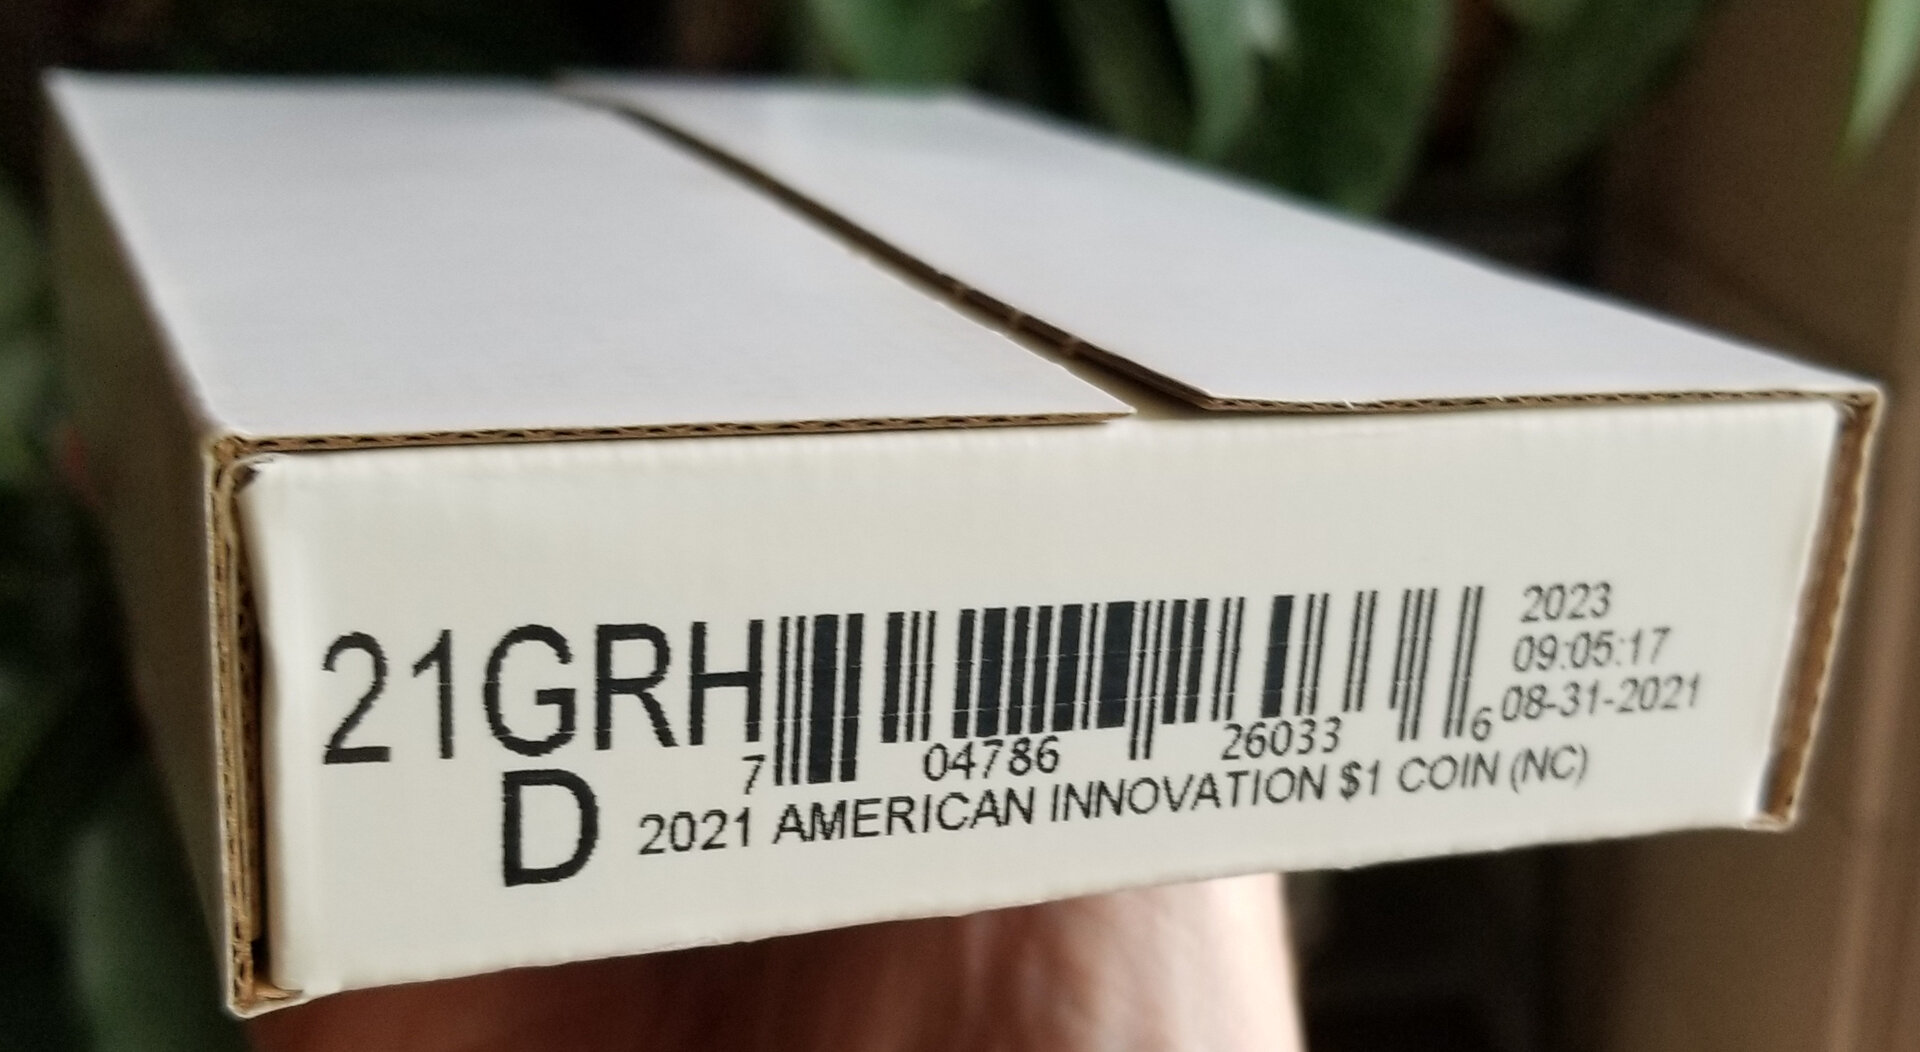 21GRH
D
7 04786 26033 6
2023
09:05:17
08-31-2021
2021 AMERICAN INNOVATION $1 COIN (NC)